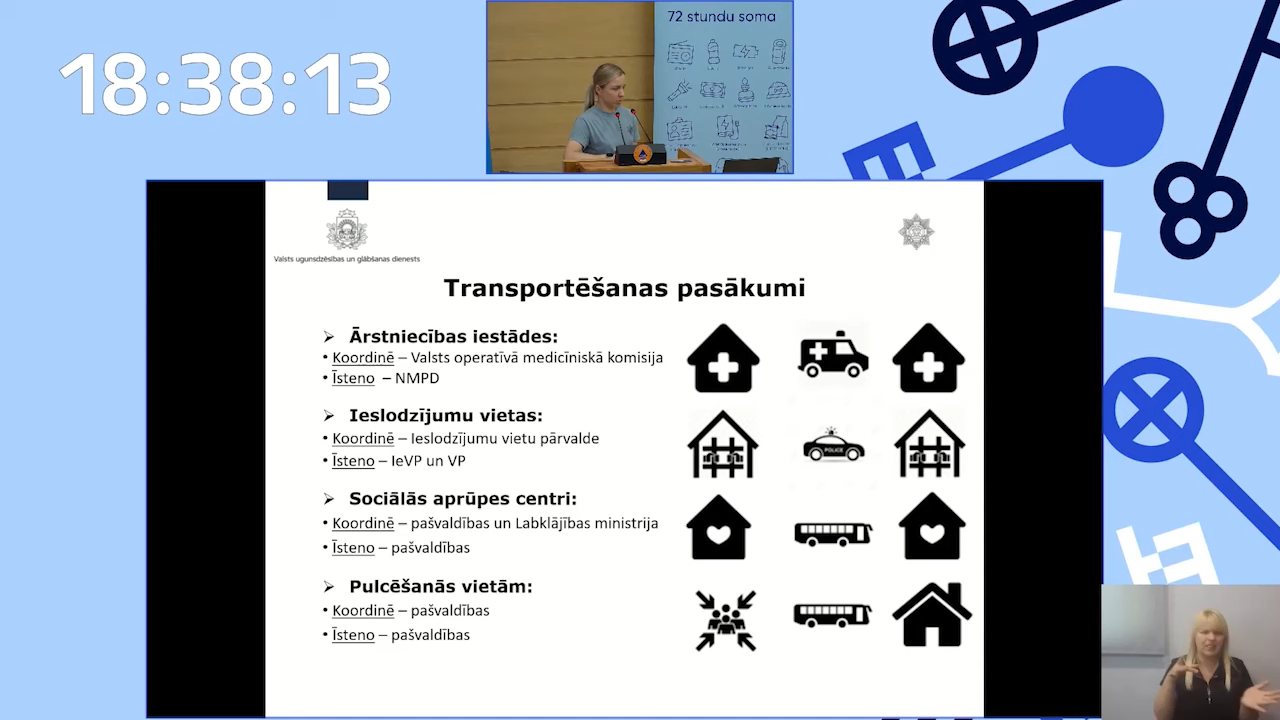 18:38:13
72 stundu soma
Valsts ugunsdzēsības un glābšanas dienests
Transportēšanas pasākumi
➢ Ārstniecības iestādes:
• Koordinē – Valsts operatīvā medicīniskā komisija
• Īsteno – NMPD
➢ Ieslodzījumu vietas:
• Koordinē – Ieslodzījumu vietu pārvalde
• Īsteno – IeVP un VP
POLICE
➢ Sociālās aprūpes centri:
• Koordinē – pašvaldības un Labklājības ministrija
• Īsteno – pašvaldības
➢ Pulcēšanās vietām:
• Koordinē – pašvaldības
• Īsteno – pašvaldības